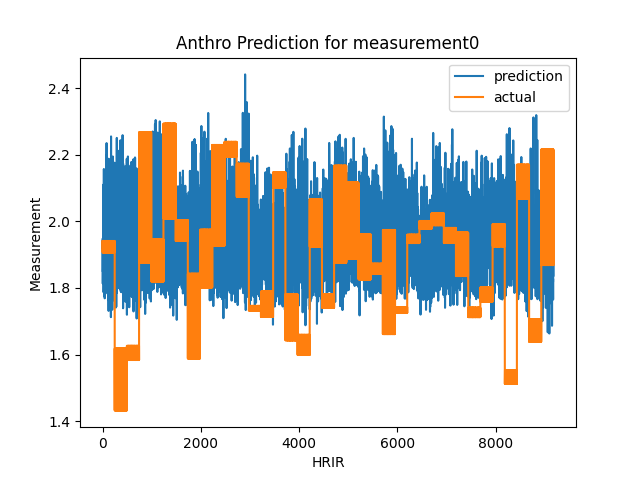 Anthro Prediction for measurement0
prediction
actual
2.4
2.2
2.0
1.8
1.6
1.4
Measurement
0
2000
4000
6000
8000
HRIR